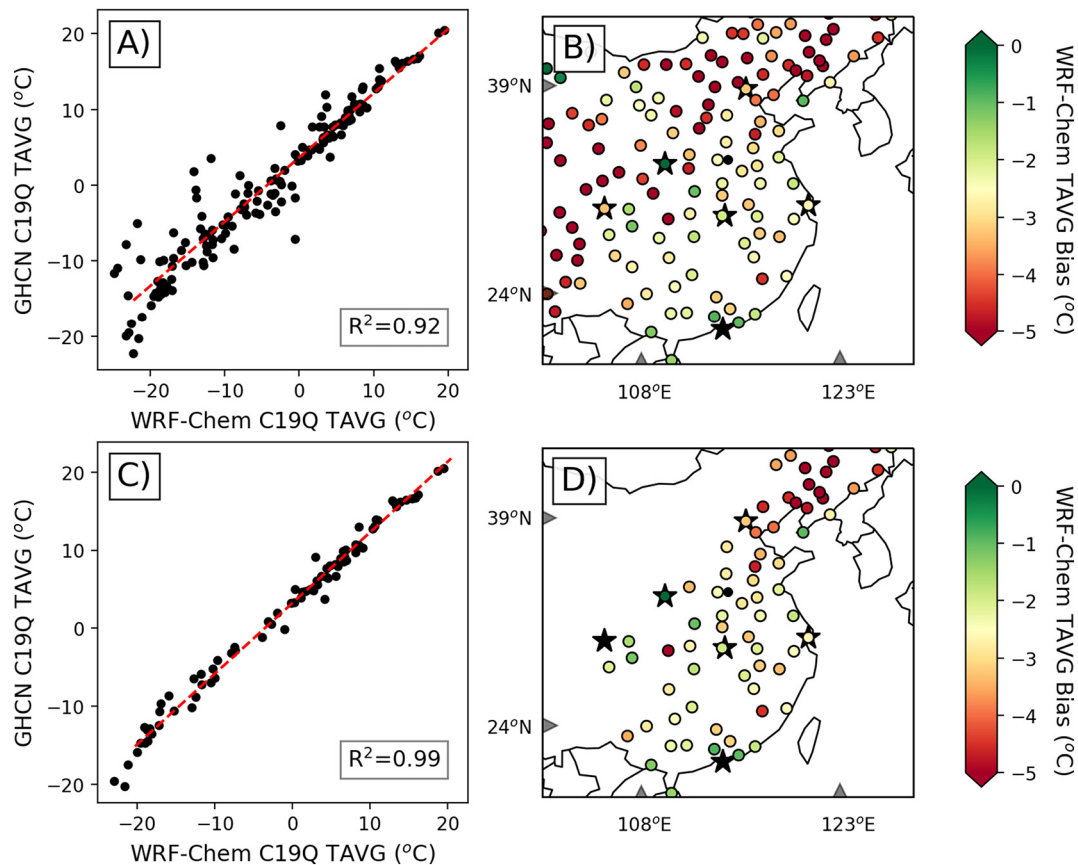 A)
20
10
0
−10
−20
GHCN C19Q TAVG (°C)
R²=0.92
−20 −10 0 10 20
WRF-Chem C19Q TAVG (°C)
B)
39°N
24°N
108°E 123°E
0
−1
−2
−3
−4
−5
WRF-Chem TAVG Bias (°C)
C)
20
10
0
−10
−20
GHCN C19Q TAVG (°C)
R²=0.99
−20 −10 0 10 20
WRF-Chem C19Q TAVG (°C)
D)
39°N
24°N
108°E 123°E
0
−1
−2
−3
−4
−5
WRF-Chem TAVG Bias (°C)